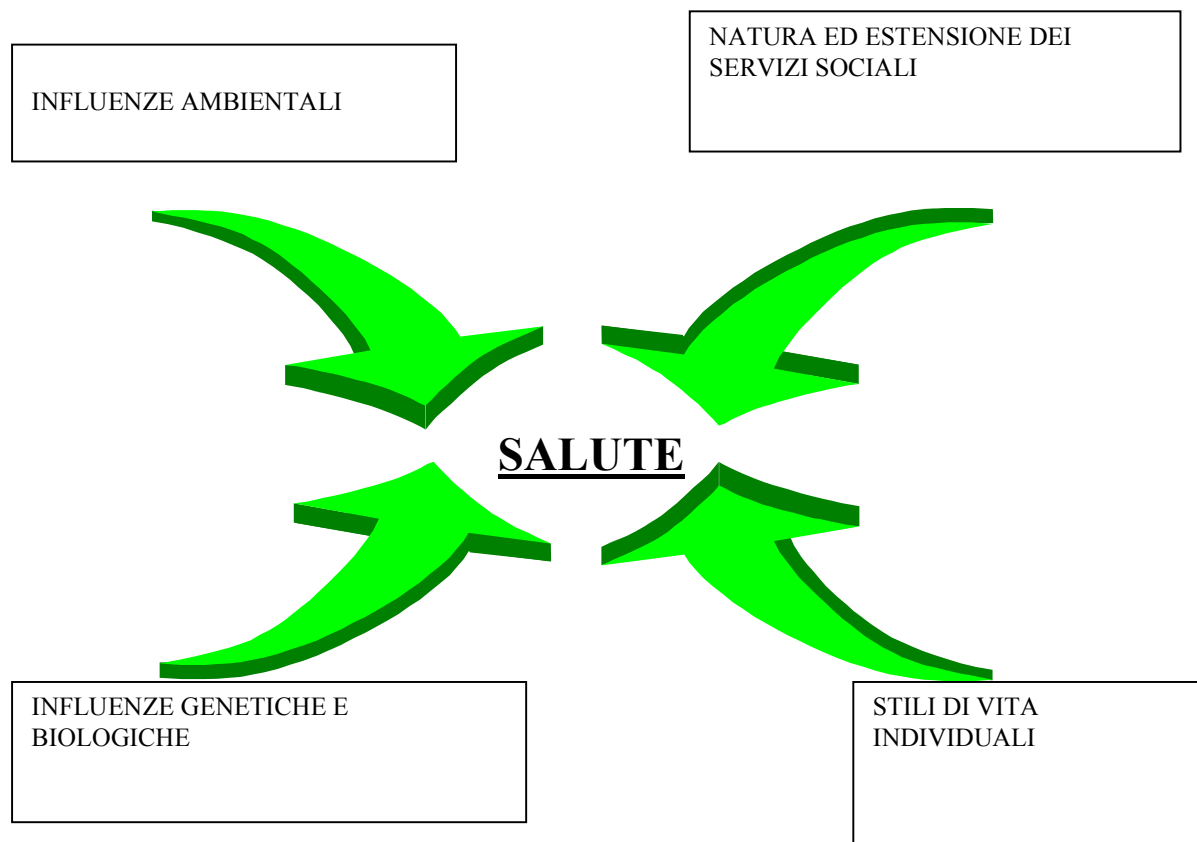 INFLUENZE AMBIENTALI
NATURA ED ESTENSIONE DEI
SERVIZI SOCIALI
SALUTE
INFLUENZE GENETICHE E
BIOLOGICHE
STILI DI VITA
INDIVIDUALI